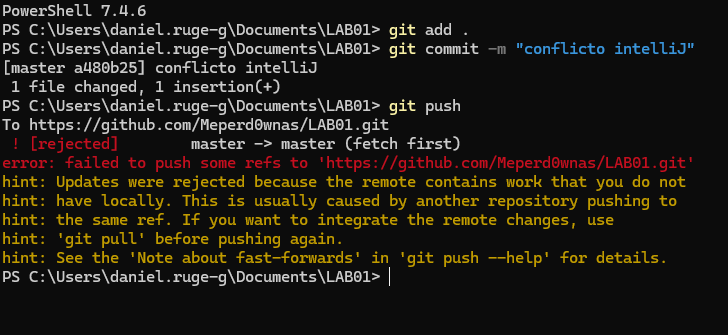 PowerShell 7.4.6
PS C:\Users\daniel.ruge-g\Documents\LAB01> git add .
PS C:\Users\daniel.ruge-g\Documents\LAB01> git commit -m "conflicto intelliJ"
[master a480b25] conflicto intelliJ
 1 file changed, 1 insertion(+)
PS C:\Users\daniel.ruge-g\Documents\LAB01> git push
To https://github.com/Meperd0wnas/LAB01.git
 ! [rejected]        master -> master (fetch first)
error: failed to push some refs to 'https://github.com/Meperd0wnas/LAB01.git'
hint: Updates were rejected because the remote contains work that you do not
hint: have locally. This is usually caused by another repository pushing to
hint: the same ref. If you want to integrate the remote changes, use
hint: 'git pull' before pushing again.
hint: See the 'Note about fast-forwards' in 'git push --help' for details.
PS C:\Users\daniel.ruge-g\Documents\LAB01>